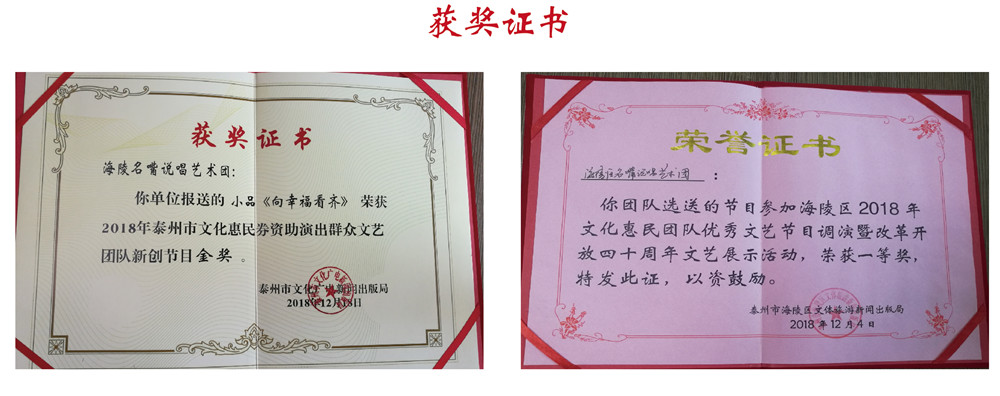 获奖证书
获奖证书
海陵名嘴说唱艺术团：
你单位报送的 小品《向幸福看齐》 荣获
2018年泰州市文化惠民券资助演出群众文艺
团队新创节目金奖。
泰州市文化广电新闻出版局
2018年12月18日
荣誉证书
海陵区名嘴说唱艺术团：
你团队选送的节目参加海陵区2018年
文化惠民团队优秀文艺节目调演暨改革开
放四十周年文艺展示活动，荣获一等奖，
特发此证，以资鼓励。
泰州市海陵区文体旅游新闻出版局
2018年12月4日